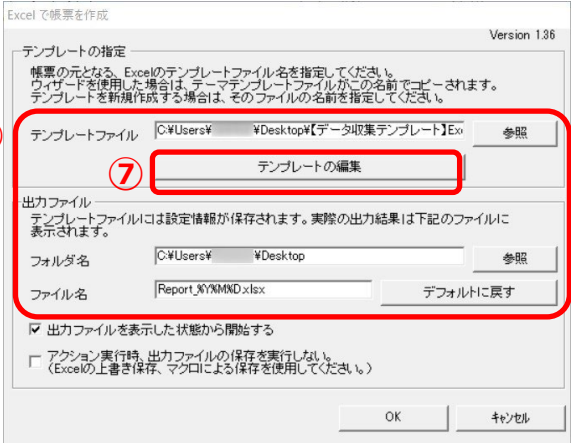 Excel で帳票を作成
Version 1.36
テンプレートの指定
帳票の元となる、Excelのテンプレートファイル名を指定してください。
ウィザードを使用した場合は、テーマテンプレートファイルがこの名前でコピーされます。
テンプレートを新規作成する場合は、そのファイルの名前を指定してください。
テンプレートファイル C:¥Users¥ ¥Desktop¥【データ収集テンプレート】Exc 参照
⑦ テンプレートの編集
出力ファイル
テンプレートファイルには設定情報が保存されます。実際の出力結果は下記のファイルに
表示されます。
フォルダ名 C:¥Users¥ ¥Desktop 参照
ファイル名 Report_%Y%M%D.xlsx デフォルトに戻す
出力ファイルを表示した状態から開始する
アクション実行時、出力ファイルの保存を実行しない。
（Excelの上書き保存、マクロによる保存を使用してください。）
OK キャンセル